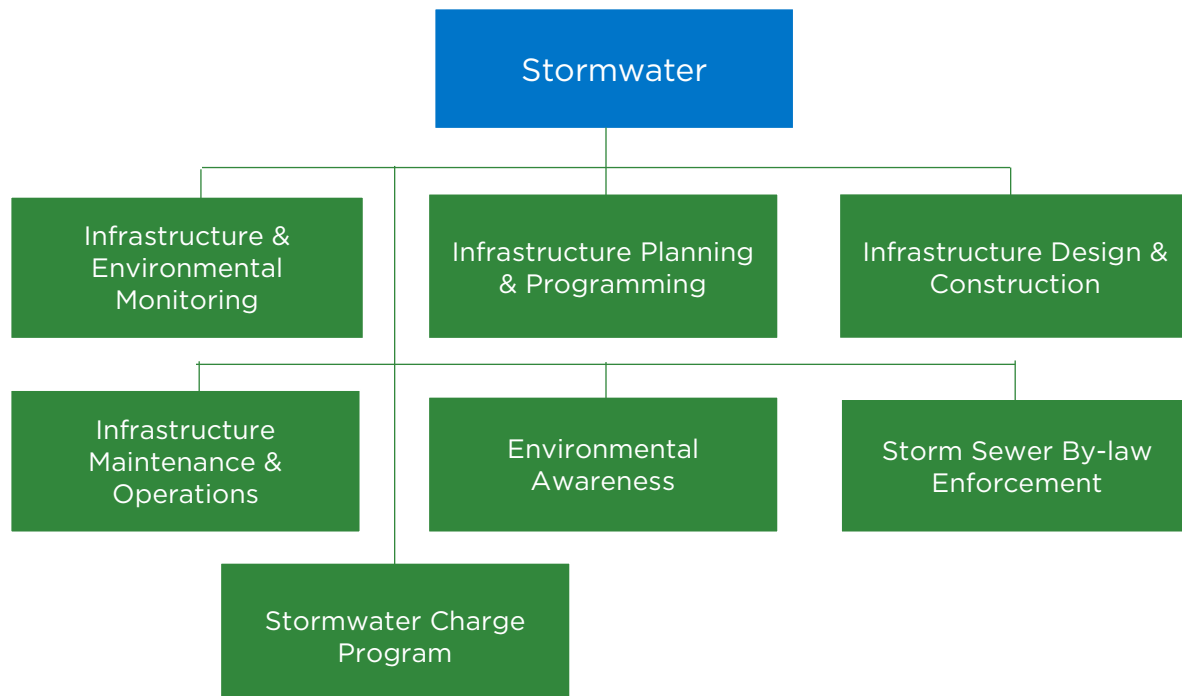 Stormwater
Infrastructure &
Environmental
Monitoring
Infrastructure Planning
& Programming
Infrastructure Design &
Construction
Infrastructure
Maintenance &
Operations
Environmental
Awareness
Storm Sewer By-law
Enforcement
Stormwater Charge
Program